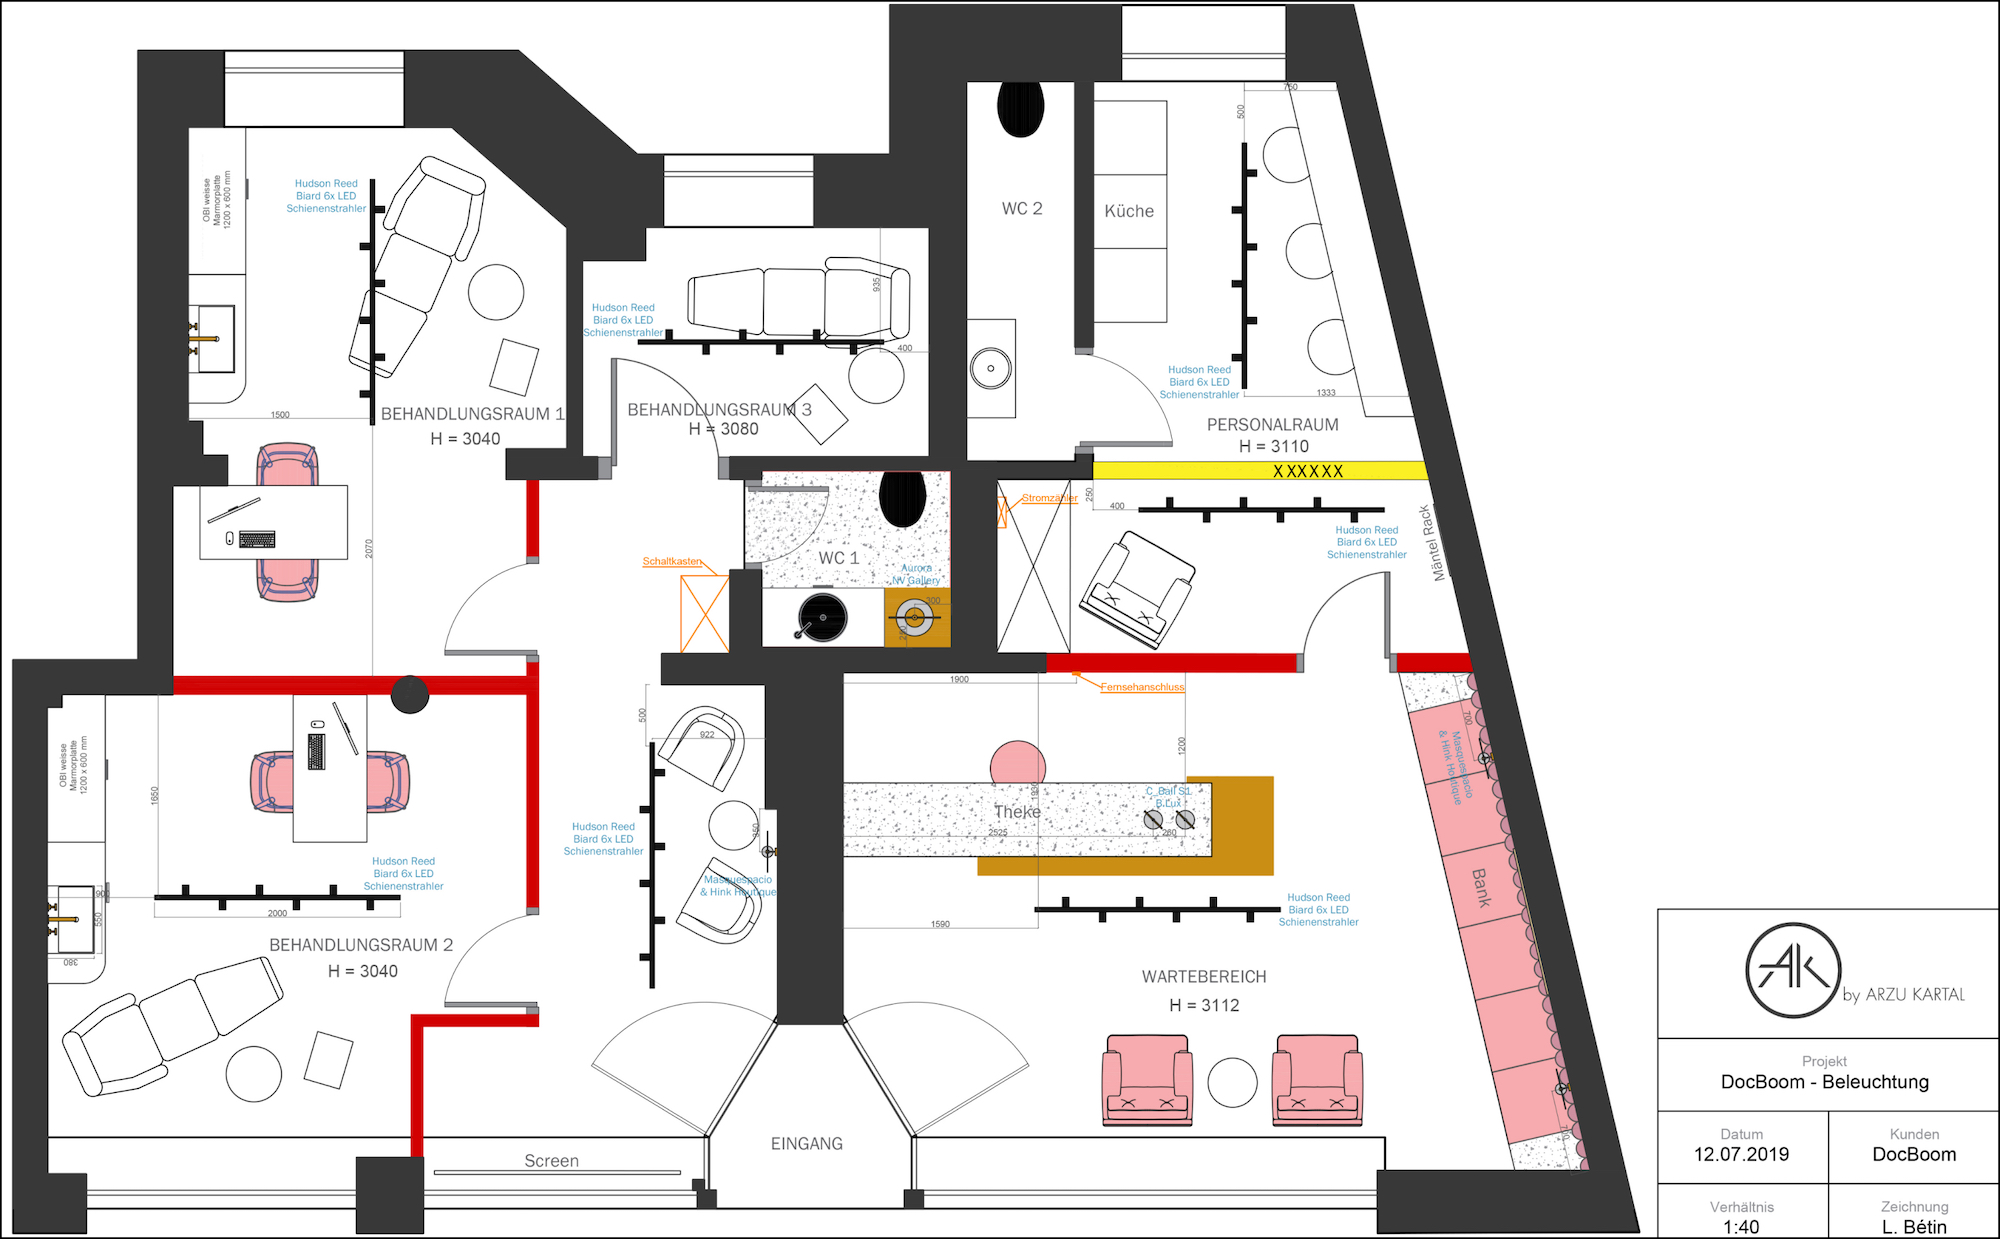 OBI weisse
Marmorplatte
1200 x 600 mm
Hudson Reed
Biard 6x LED
Schienenstrahler
1500
BEHANDLUNGSRAUM 1
H = 3040
2070
Hudson Reed
Biard 6x LED
Schienenstrahler
935
400
BEHANDLUNGSRAUM 3
H = 3080
WC 2
Küche
750
500
Hudson Reed
Biard 6x LED
Schienenstrahler
1333
PERSONALRAUM
H = 3110
XXXXXX
Stromzähler
250
400
Hudson Reed
Biard 6x LED
Schienenstrahler
Mäntel Rack
Schaltkasten
WC 1
Aurora
NV Gallery
300
Fernsehanschluss
1900
OBI weisse
Marmorplatte
1200 x 600 mm
1650
Hudson Reed
Biard 6x LED
Schienenstrahler
2000
550
380
BEHANDLUNGSRAUM 2
H = 3040
500
922
Hudson Reed
Biard 6x LED
Schienenstrahler
Masquespacio
& Hink Houtique
1200
Theke
C_Ball S1
B.Lux
2525
260
1590
Hudson Reed
Biard 6x LED
Schienenstrahler
700
Masquespacio
& Hink Houtique
Bank
WARTEBEREICH
H = 3112
EINGANG
Screen
AK
by ARZU KARTAL
Projekt
DocBoom - Beleuchtung
Datum
12.07.2019
Kunden
DocBoom
Verhältnis
1:40
Zeichnung
L. Bétin